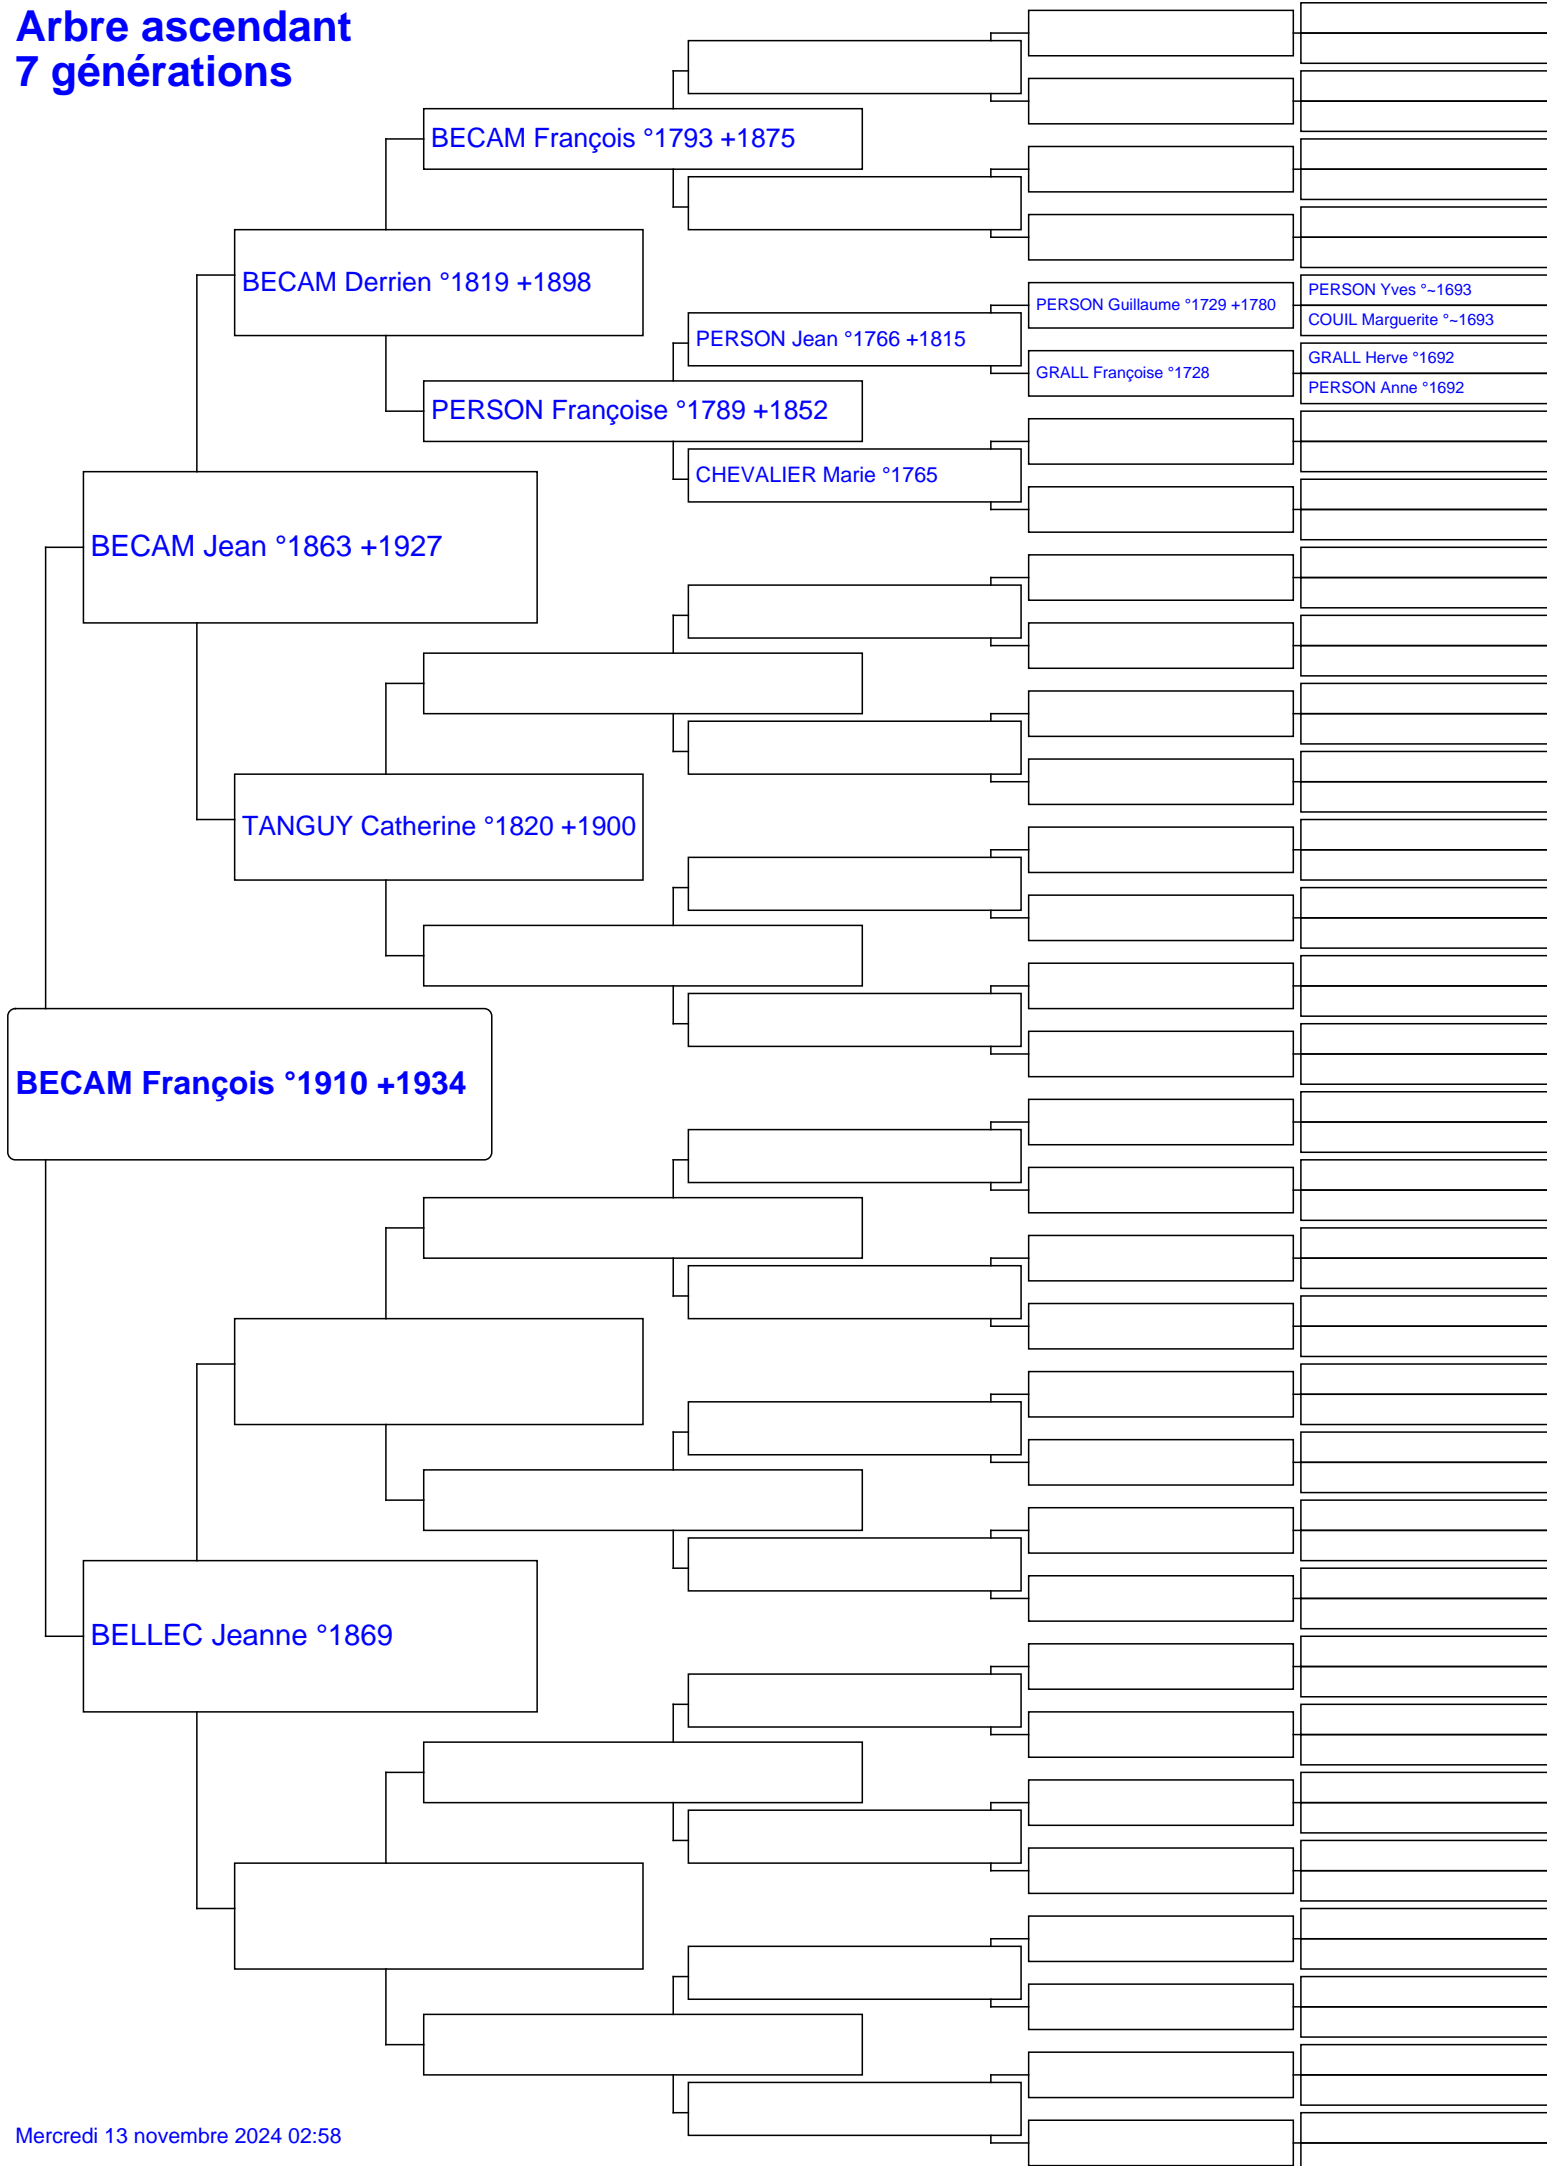 Arbre ascendant
7 générations
BECAM François °1793 +1875
BECAM Derrien °1819 +1898
PERSON Yves °~1693
PERSON Guillaume °1729 +1780
COUIL Marguerite °~1693
PERSON Jean °1766 +1815
GRALL Herve °1692
GRALL Françoise °1728
PERSON Anne °1692
PERSON Françoise °1789 +1852
CHEVALIER Marie °1765
BECAM Jean °1863 +1927
TANGUY Catherine °1820 +1900
BECAM François °1910 +1934
BELLEC Jeanne °1869
Mercredi 13 novembre 2024 02:58